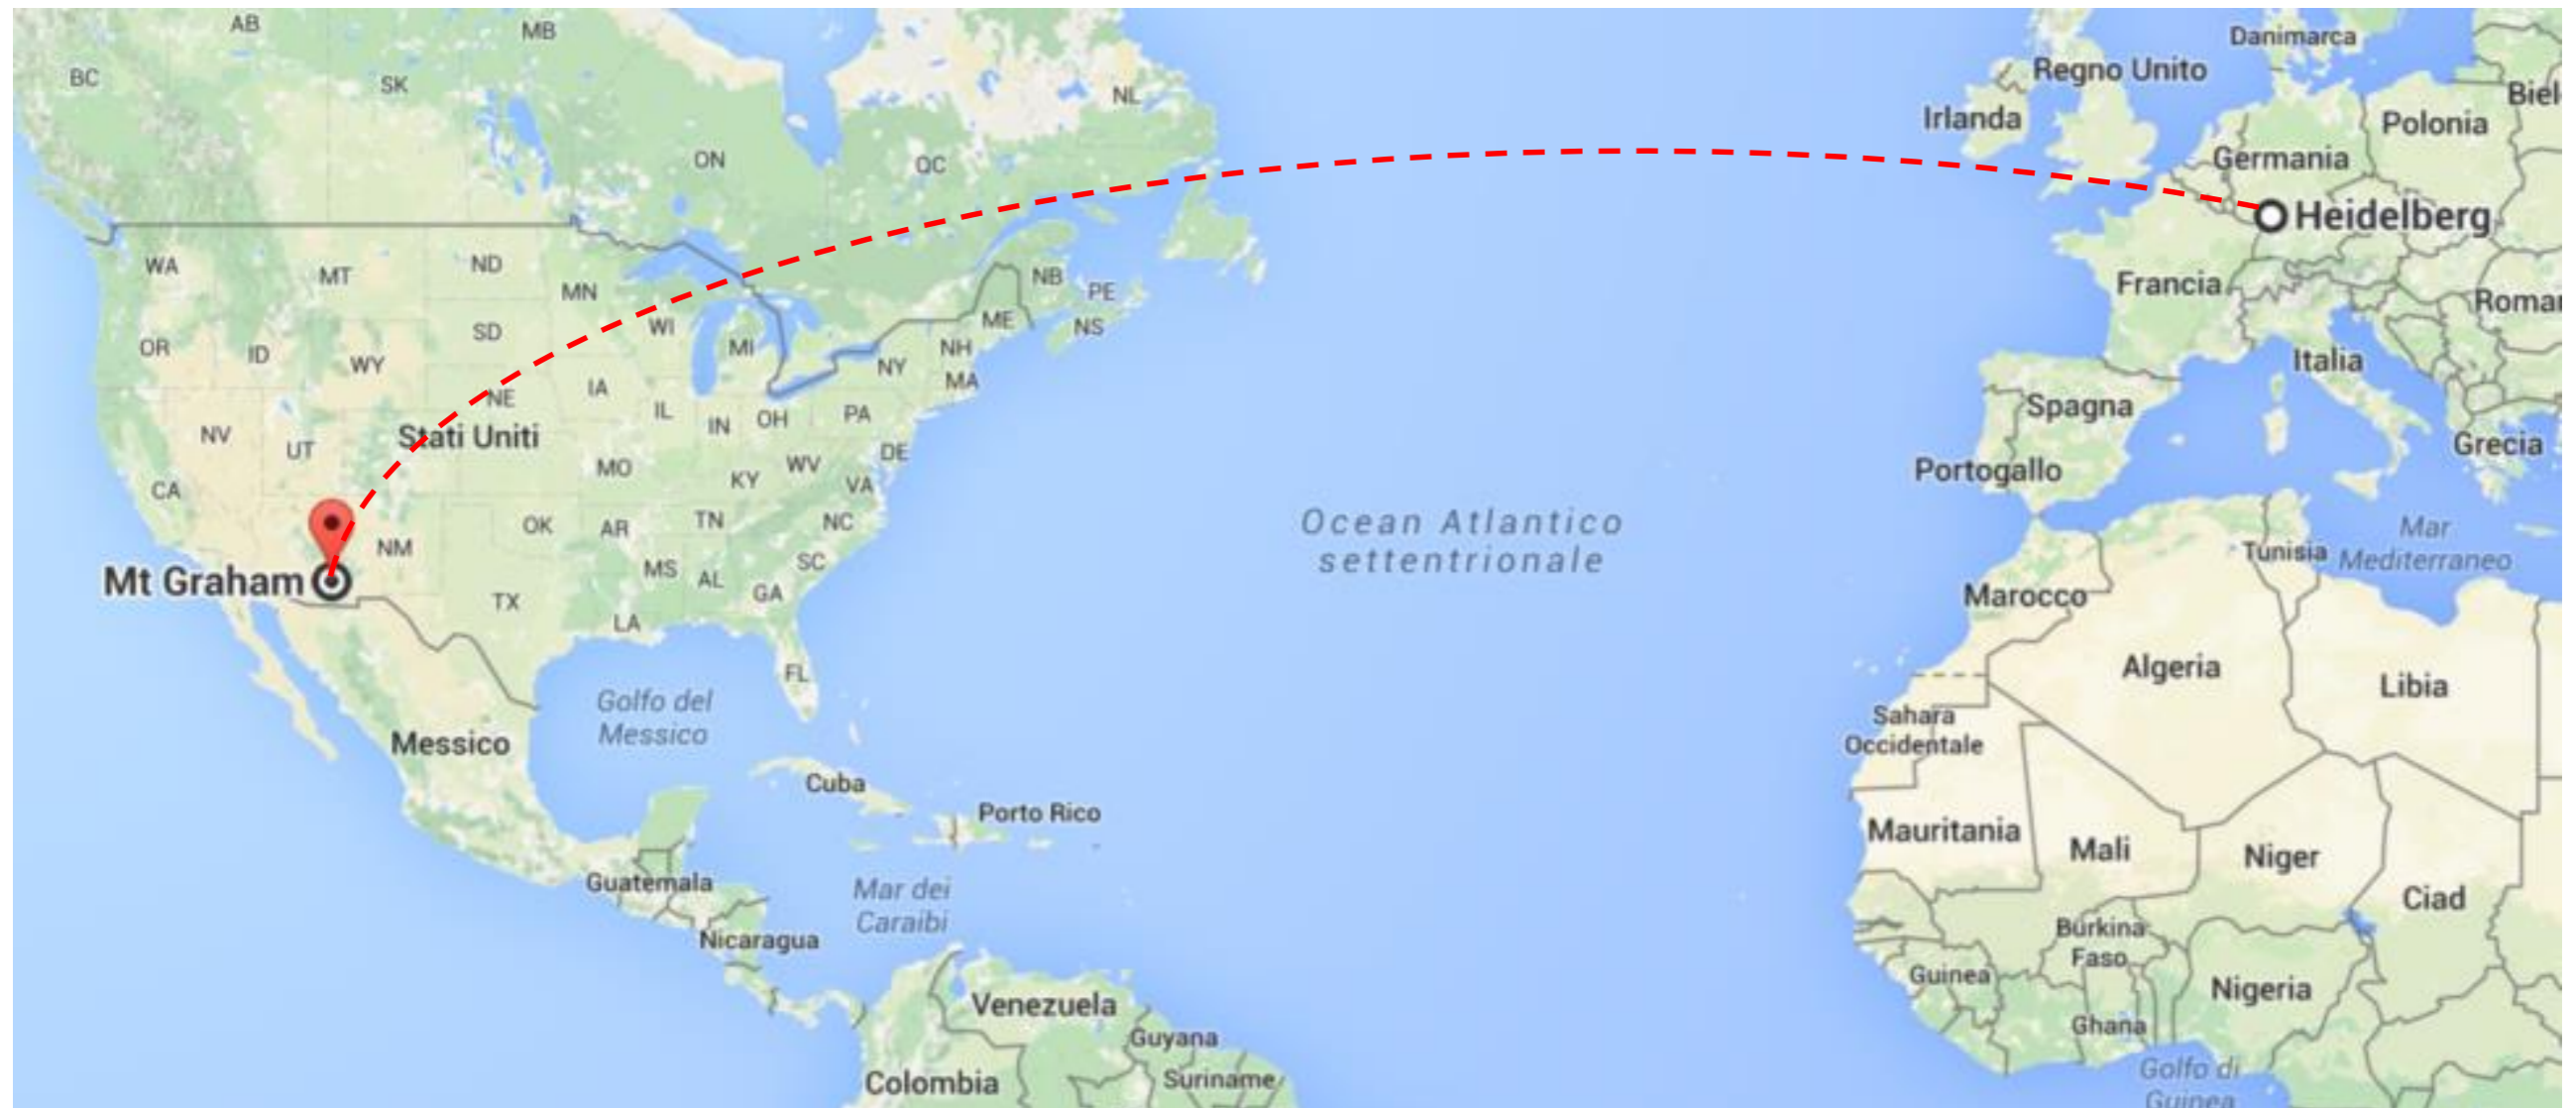 AB
MB
Danimarca
BC
SK
NL
Regno Unito
Irlanda
Biel
Polonia
ON
QC
Germania
Heidelberg
WA
MT
ND
MN
NB
PE
Francia
Romar
OR
ID
WY
SD
WI
MI
ME
NS
NH
NY
MA
Italia
NE
IA
IL
IN
OH
PA
Spagna
NV
UT
Stati Uniti
DE
Grecia
MO
KY
WV
VA
Portogallo
CA
OK
AR
TN
NC
Ocean Atlantico
settentrionale
Mar
Mediterraneo
Tunisia
NM
MS
AL
SC
GA
Mt Graham
TX
LA
Marocco
FL
Algeria
Libia
Golfo del
Messico
Sahara
Occidentale
Messico
Cuba
Porto Rico
Mauritania
Mali
Niger
Guatemala
Mar dei
Caraibi
Ciad
Nicaragua
Burkina
Faso
Guinea
Nigeria
Venezuela
Guyana
Ghana
Colombia
Suriname
Golfo di
Guinea